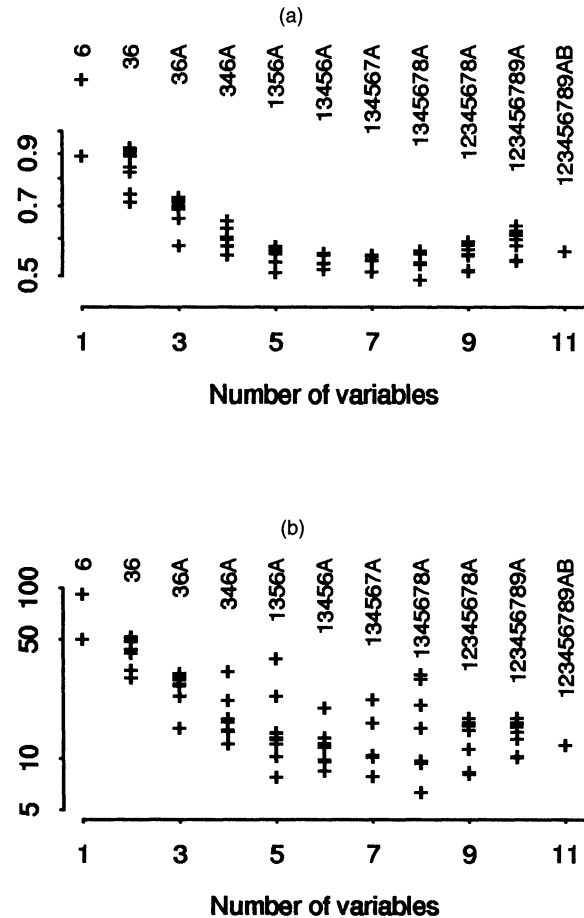 (a)
6
36
36A
346A
1356A
13456A
134567A
1345678A
12345678A
123456789A
123456789AB
0.9
0.7
0.5
1 3 5 7 9 11
Number of variables
(b)
6
36
36A
346A
1356A
13456A
134567A
1345678A
12345678A
123456789A
123456789AB
100
50
10
5
1 3 5 7 9 11
Number of variables